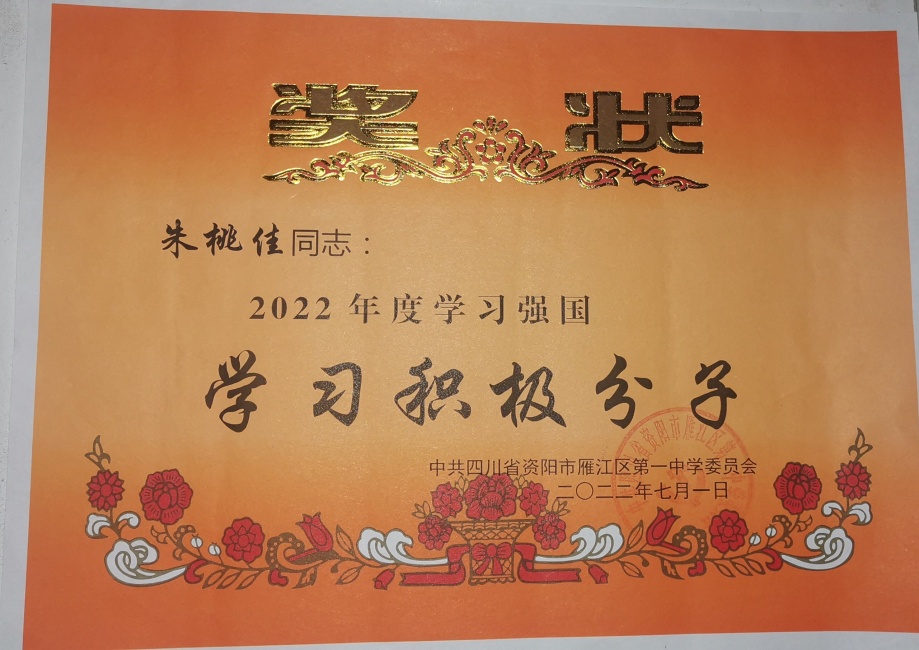 奖 状
朱桃佳同志：
2022年度学习强国
学习积极分子
中共四川省资阳市雁江区第一中学委员会
二〇二二年七月一日